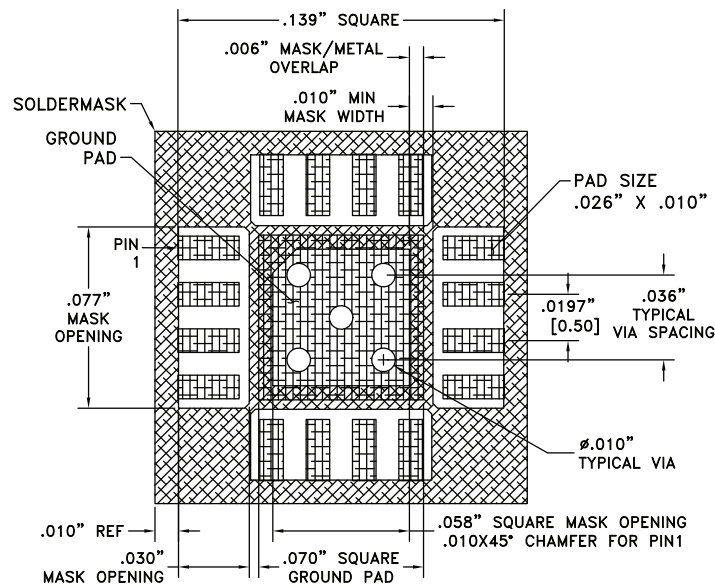 .139" SQUARE
.006" MASK/METAL
OVERLAP
.010" MIN
MASK WIDTH
SOLDERMASK
GROUND
PAD
PAD SIZE
.026" X .010"
PIN
1
.077"
MASK
OPENING
.0197"
[0.50]
.036"
TYPICAL
VIA SPACING
ø.010"
TYPICAL VIA
.010" REF
.058" SQUARE MASK OPENING
.010X45° CHAMFER FOR PIN1
.030"
MASK OPENING
.070" SQUARE
GROUND PAD